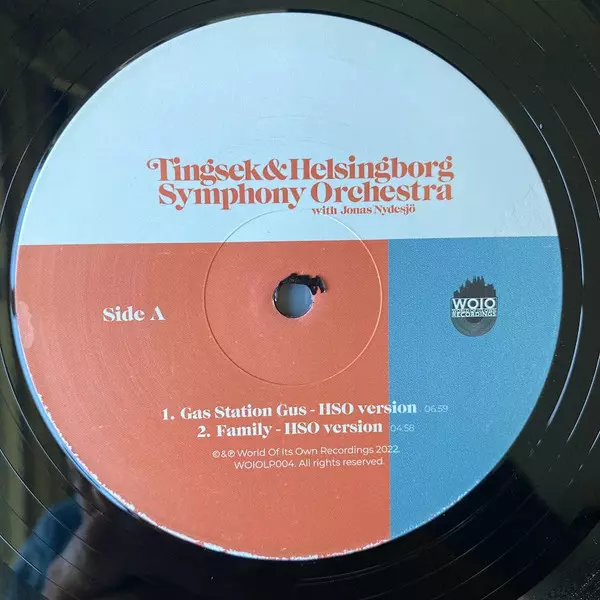 Tingsek&Helsingborg
Symphony Orchestra
with Jonas Nydesjö
Side A
WOIO
RECORDINGS
1. Gas Station Gus - HSO version 06:59
2. Family - HSO version 04:58
©&℗ World Of Its Own Recordings 2022.
WOIOLP004. All rights reserved.